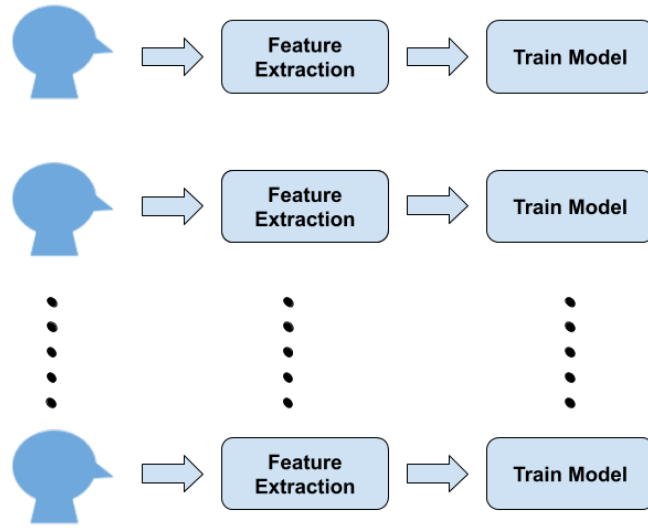 Feature
Extraction
Train Model
Feature
Extraction
Train Model
Feature
Extraction
Train Model